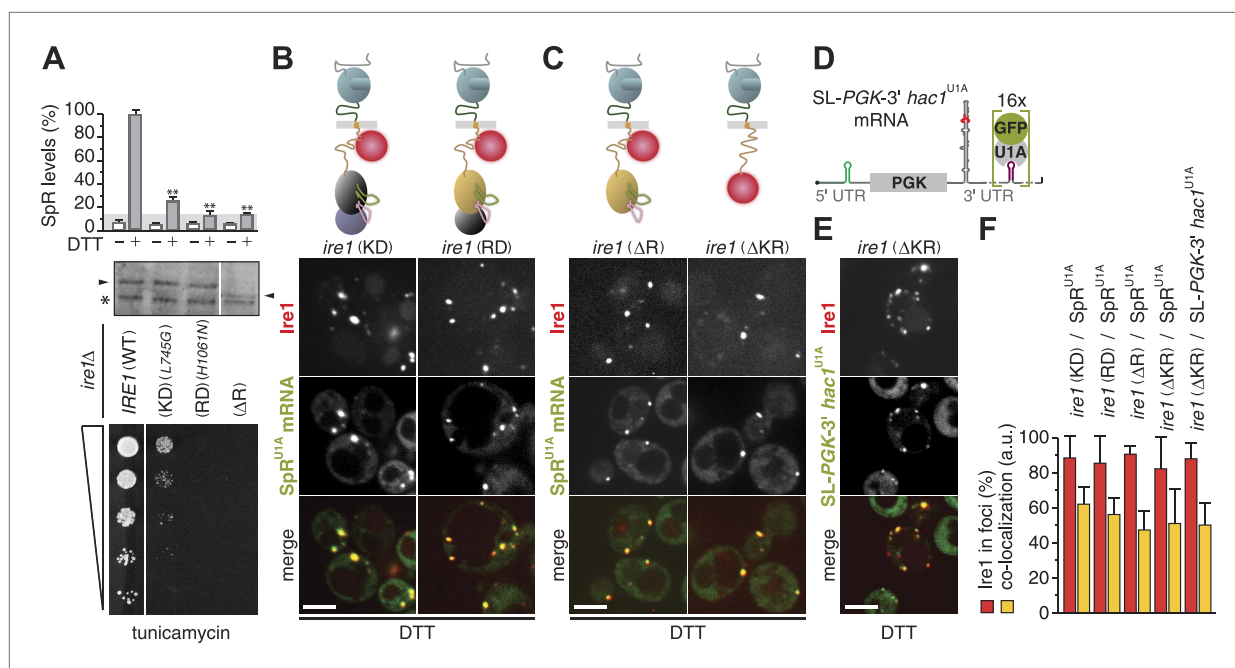 A
SpR levels (%)
100
80
60
40
20
0
**
**
**
DTT
− + − + − + − +
*
ire1Δ
IRE1 (WT)
(KD) (L745G)
(RD) (H1061N)
(ΔR)
tunicamycin
B
ire1 (KD)
ire1 (RD)
Ire1
SpR^U1A mRNA
merge
DTT
C
ire1 (ΔR)
ire1 (ΔKR)
Ire1
SpR^U1A mRNA
merge
DTT
D
SL-PGK-3' hac1^U1A
mRNA
16x
GFP
U1A
PGK
5' UTR
3' UTR
E
ire1 (ΔKR)
Ire1
SL-PGK-3' hac1^U1A
merge
DTT
F
ire1 (KD) / SpR^U1A
ire1 (RD) / SpR^U1A
ire1 (ΔR) / SpR^U1A
ire1 (ΔKR) / SpR^U1A
ire1 (ΔKR) / SL-PGK-3' hac1^U1A
Ire1 in foci (%)
co-localization (a.u.)
100
80
60
40
20
0